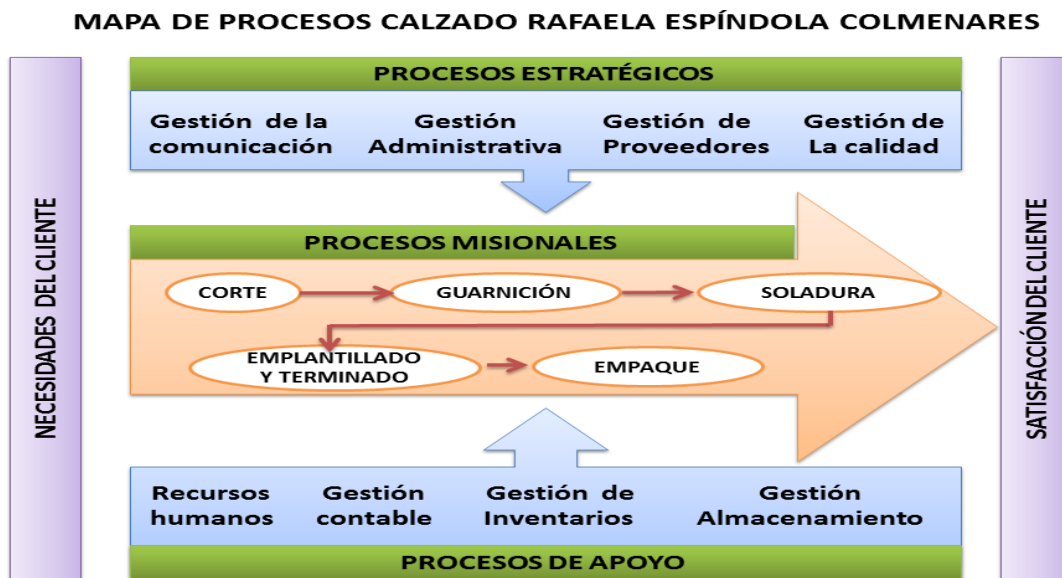 MAPA DE PROCESOS CALZADO RAFAELA ESPÍNDOLA COLMENARES
NECESIDADES DEL CLIENTE
PROCESOS ESTRATÉGICOS
Gestión de la
comunicación
Gestión
Administrativa
Gestión de
Proveedores
Gestión de
La calidad
PROCESOS MISIONALES
CORTE
GUARNICIÓN
SOLADURA
EMPLANTILLADO
Y TERMINADO
EMPAQUE
Recursos
humanos
Gestión
contable
Gestión de
Inventarios
Gestión
Almacenamiento
PROCESOS DE APOYO
SATISFACCIÓN DEL CLIENTE